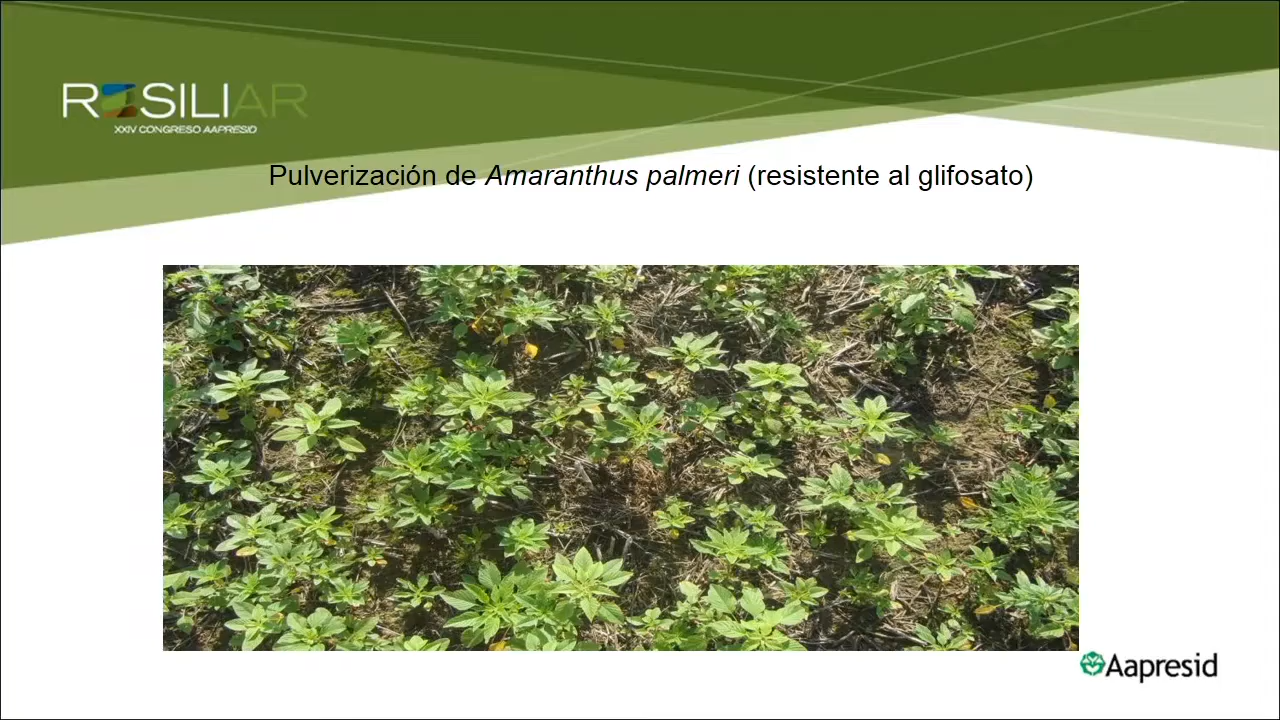 RESILIAR
XXIV CONGRESO AAPRESID
Pulverización de Amaranthus palmeri (resistente al glifosato)
Aapresid